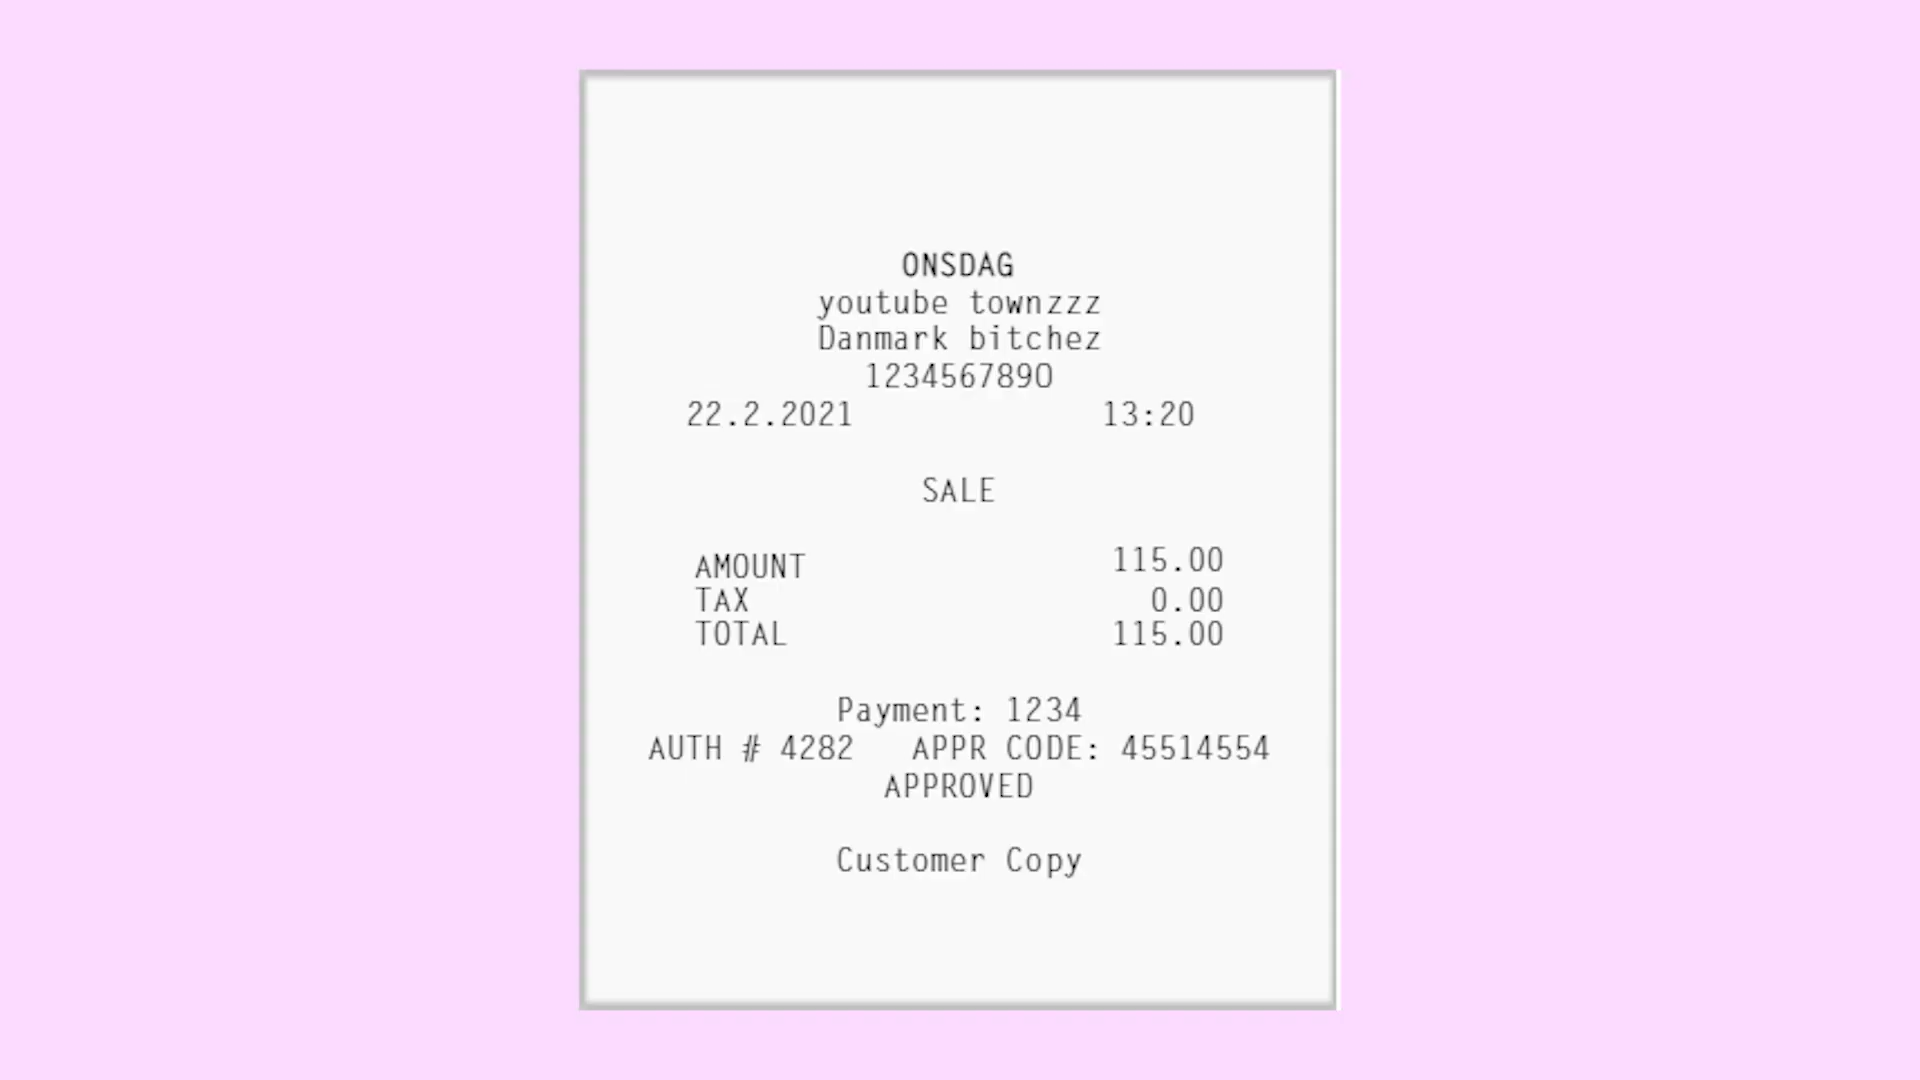 ONSDAG
youtube townzzz
Danmark bitchez
1234567890
22.2.2021 13:20
SALE
AMOUNT 115.00
TAX 0.00
TOTAL 115.00
Payment: 1234
AUTH # 4282 APPR CODE: 45514554
APPROVED
Customer Copy